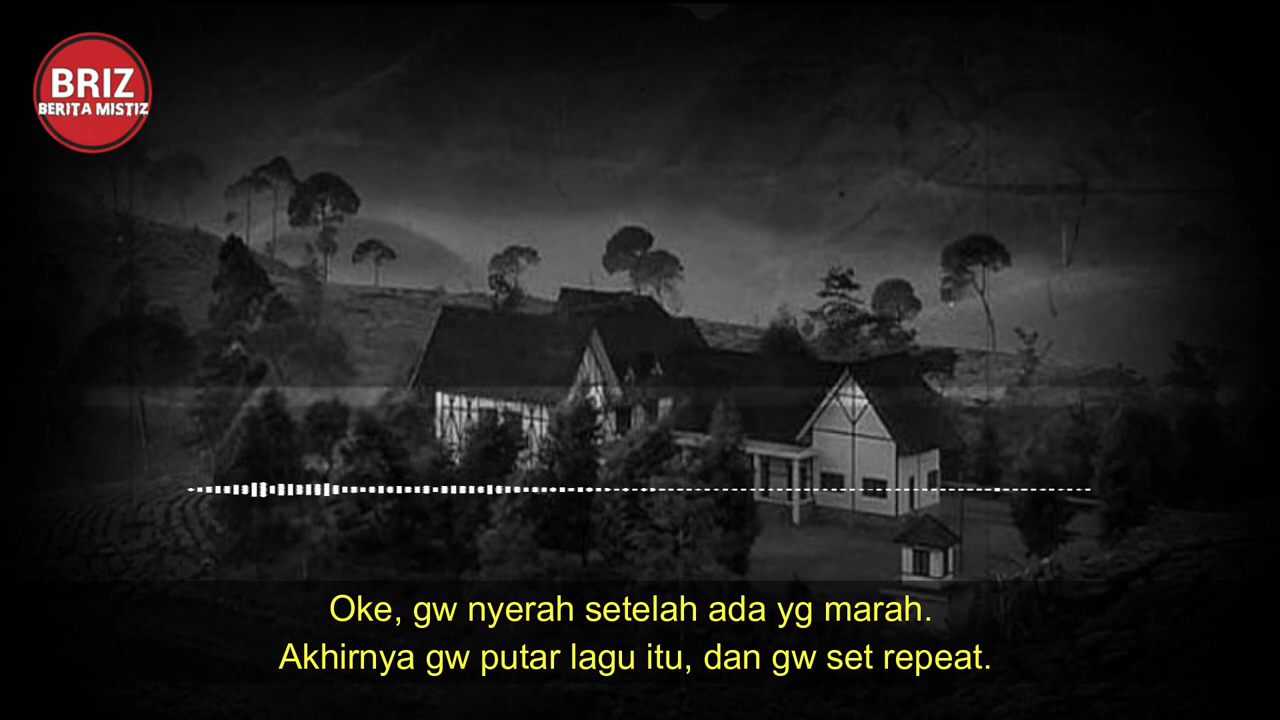 BRIZ
BERITA MISTIZ
Oke, gw nyerah setelah ada yg marah.
Akhirnya gw putar lagu itu, dan gw set repeat.